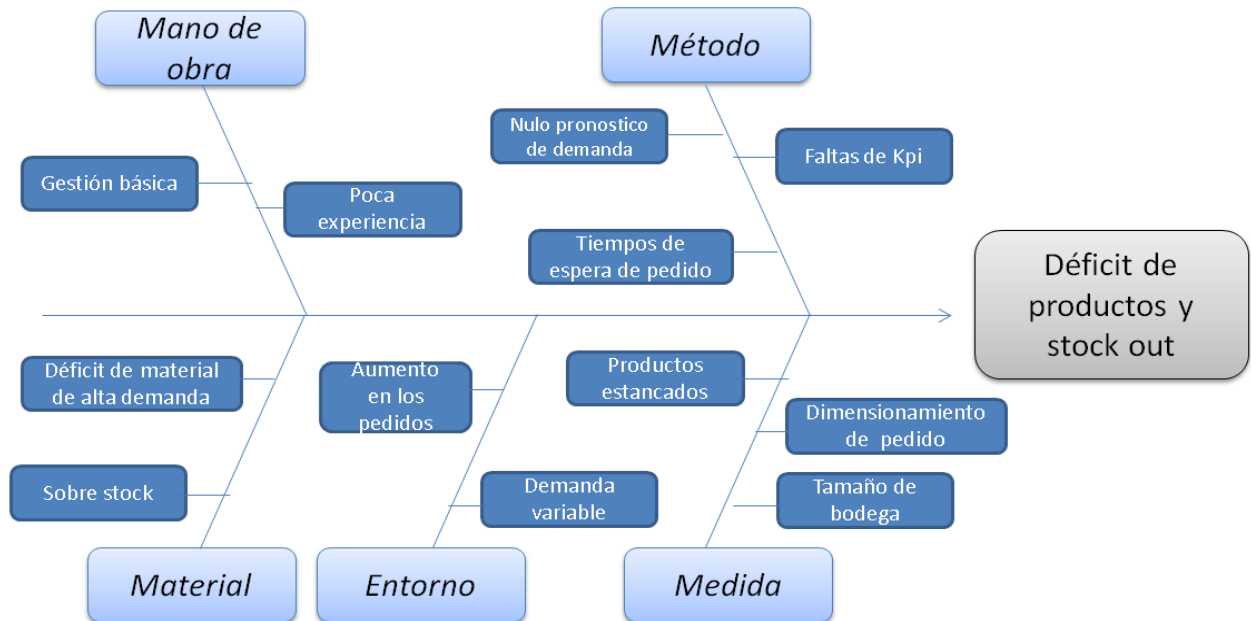 Mano de
obra
Método
Nulo pronostico
de demanda
Faltas de Kpi
Gestión básica
Poca
experiencia
Tiempos de
espera de pedido
Déficit de
productos y
stock out
Déficit de material
de alta demanda
Aumento
en los
pedidos
Productos
estancados
Dimensionamiento
de pedido
Sobre stock
Demanda
variable
Tamaño de
bodega
Material
Entorno
Medida